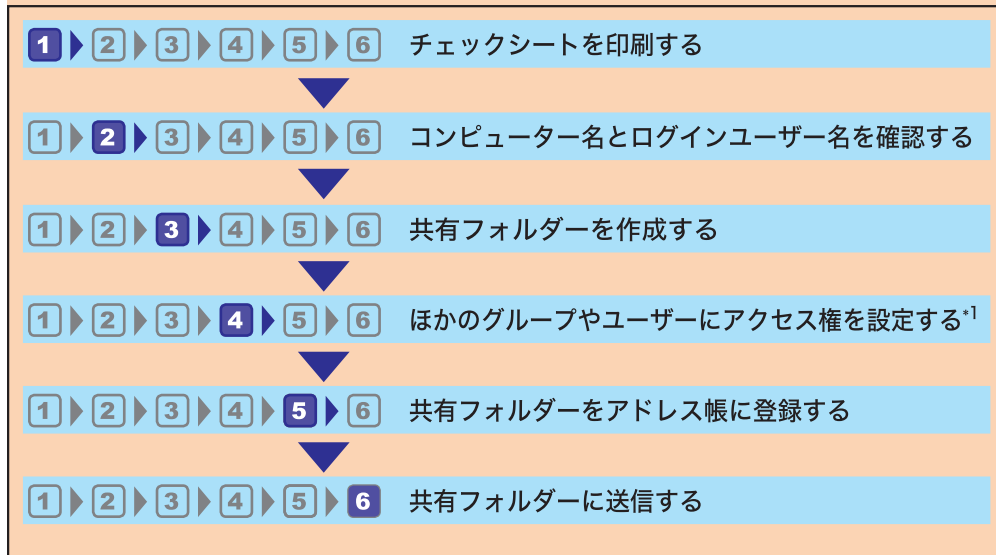 1 2 3 4 5 6 チェックシートを印刷する
1 2 3 4 5 6 コンピューター名とログインユーザー名を確認する
1 2 3 4 5 6 共有フォルダーを作成する
1 2 3 4 5 6 ほかのグループやユーザーにアクセス権を設定する*1
1 2 3 4 5 6 共有フォルダーをアドレス帳に登録する
1 2 3 4 5 6 共有フォルダーに送信する